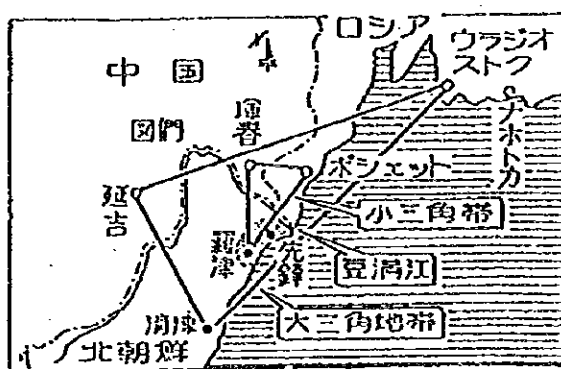 ロシア
ウラジオ
ストク
ナホトカ
中国
琿春
図們
延吉
ポシェット
小三角帯
羅津
先鋒
豆満江
清津
大三角地帯
北朝鮮